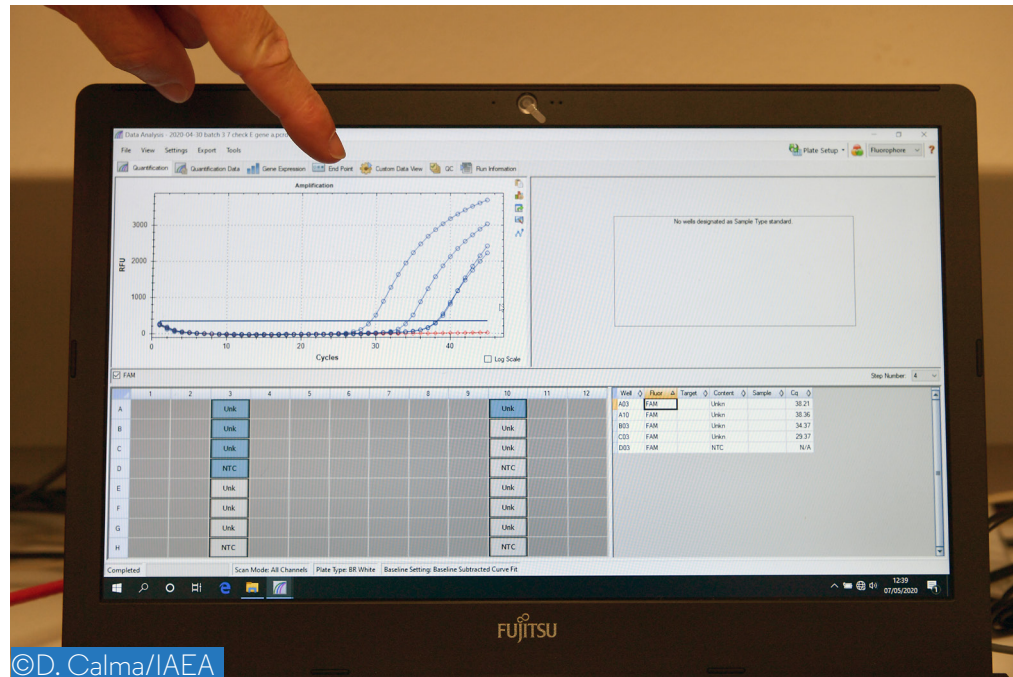 Data Analysis - 2020-04-30 batch 3 7 check E gene a.pcrd
File View Settings Export Tools
Plate Setup Fluorophore ?
Quantification Quantification Data Gene Expression End Point Custom Data View QC Run Information
Amplification
No wells designated as Sample Type standard.
3000
2000
1000
0
RFU
0 10 20 30 40
Cycles
Log Scale
FAM
Step Number: 4
1 2 3 4 5 6 7 8 9 10 11 12
A Unk Unk
B Unk Unk
C Unk Unk
D NTC NTC
E Unk Unk
F Unk Unk
G Unk Unk
H NTC NTC
Well Fluor Target Content Sample Cq
A03 FAM Unkn 38.21
A10 FAM Unkn 38.36
B03 FAM Unkn 34.37
C03 FAM Unkn 29.37
D03 FAM NTC N/A
Completed Scan Mode: All Channels Plate Type: BR White Baseline Setting: Baseline Subtracted Curve Fit
12:39
07/05/2020
1
FUJITSU
©D. Calma/IAEA